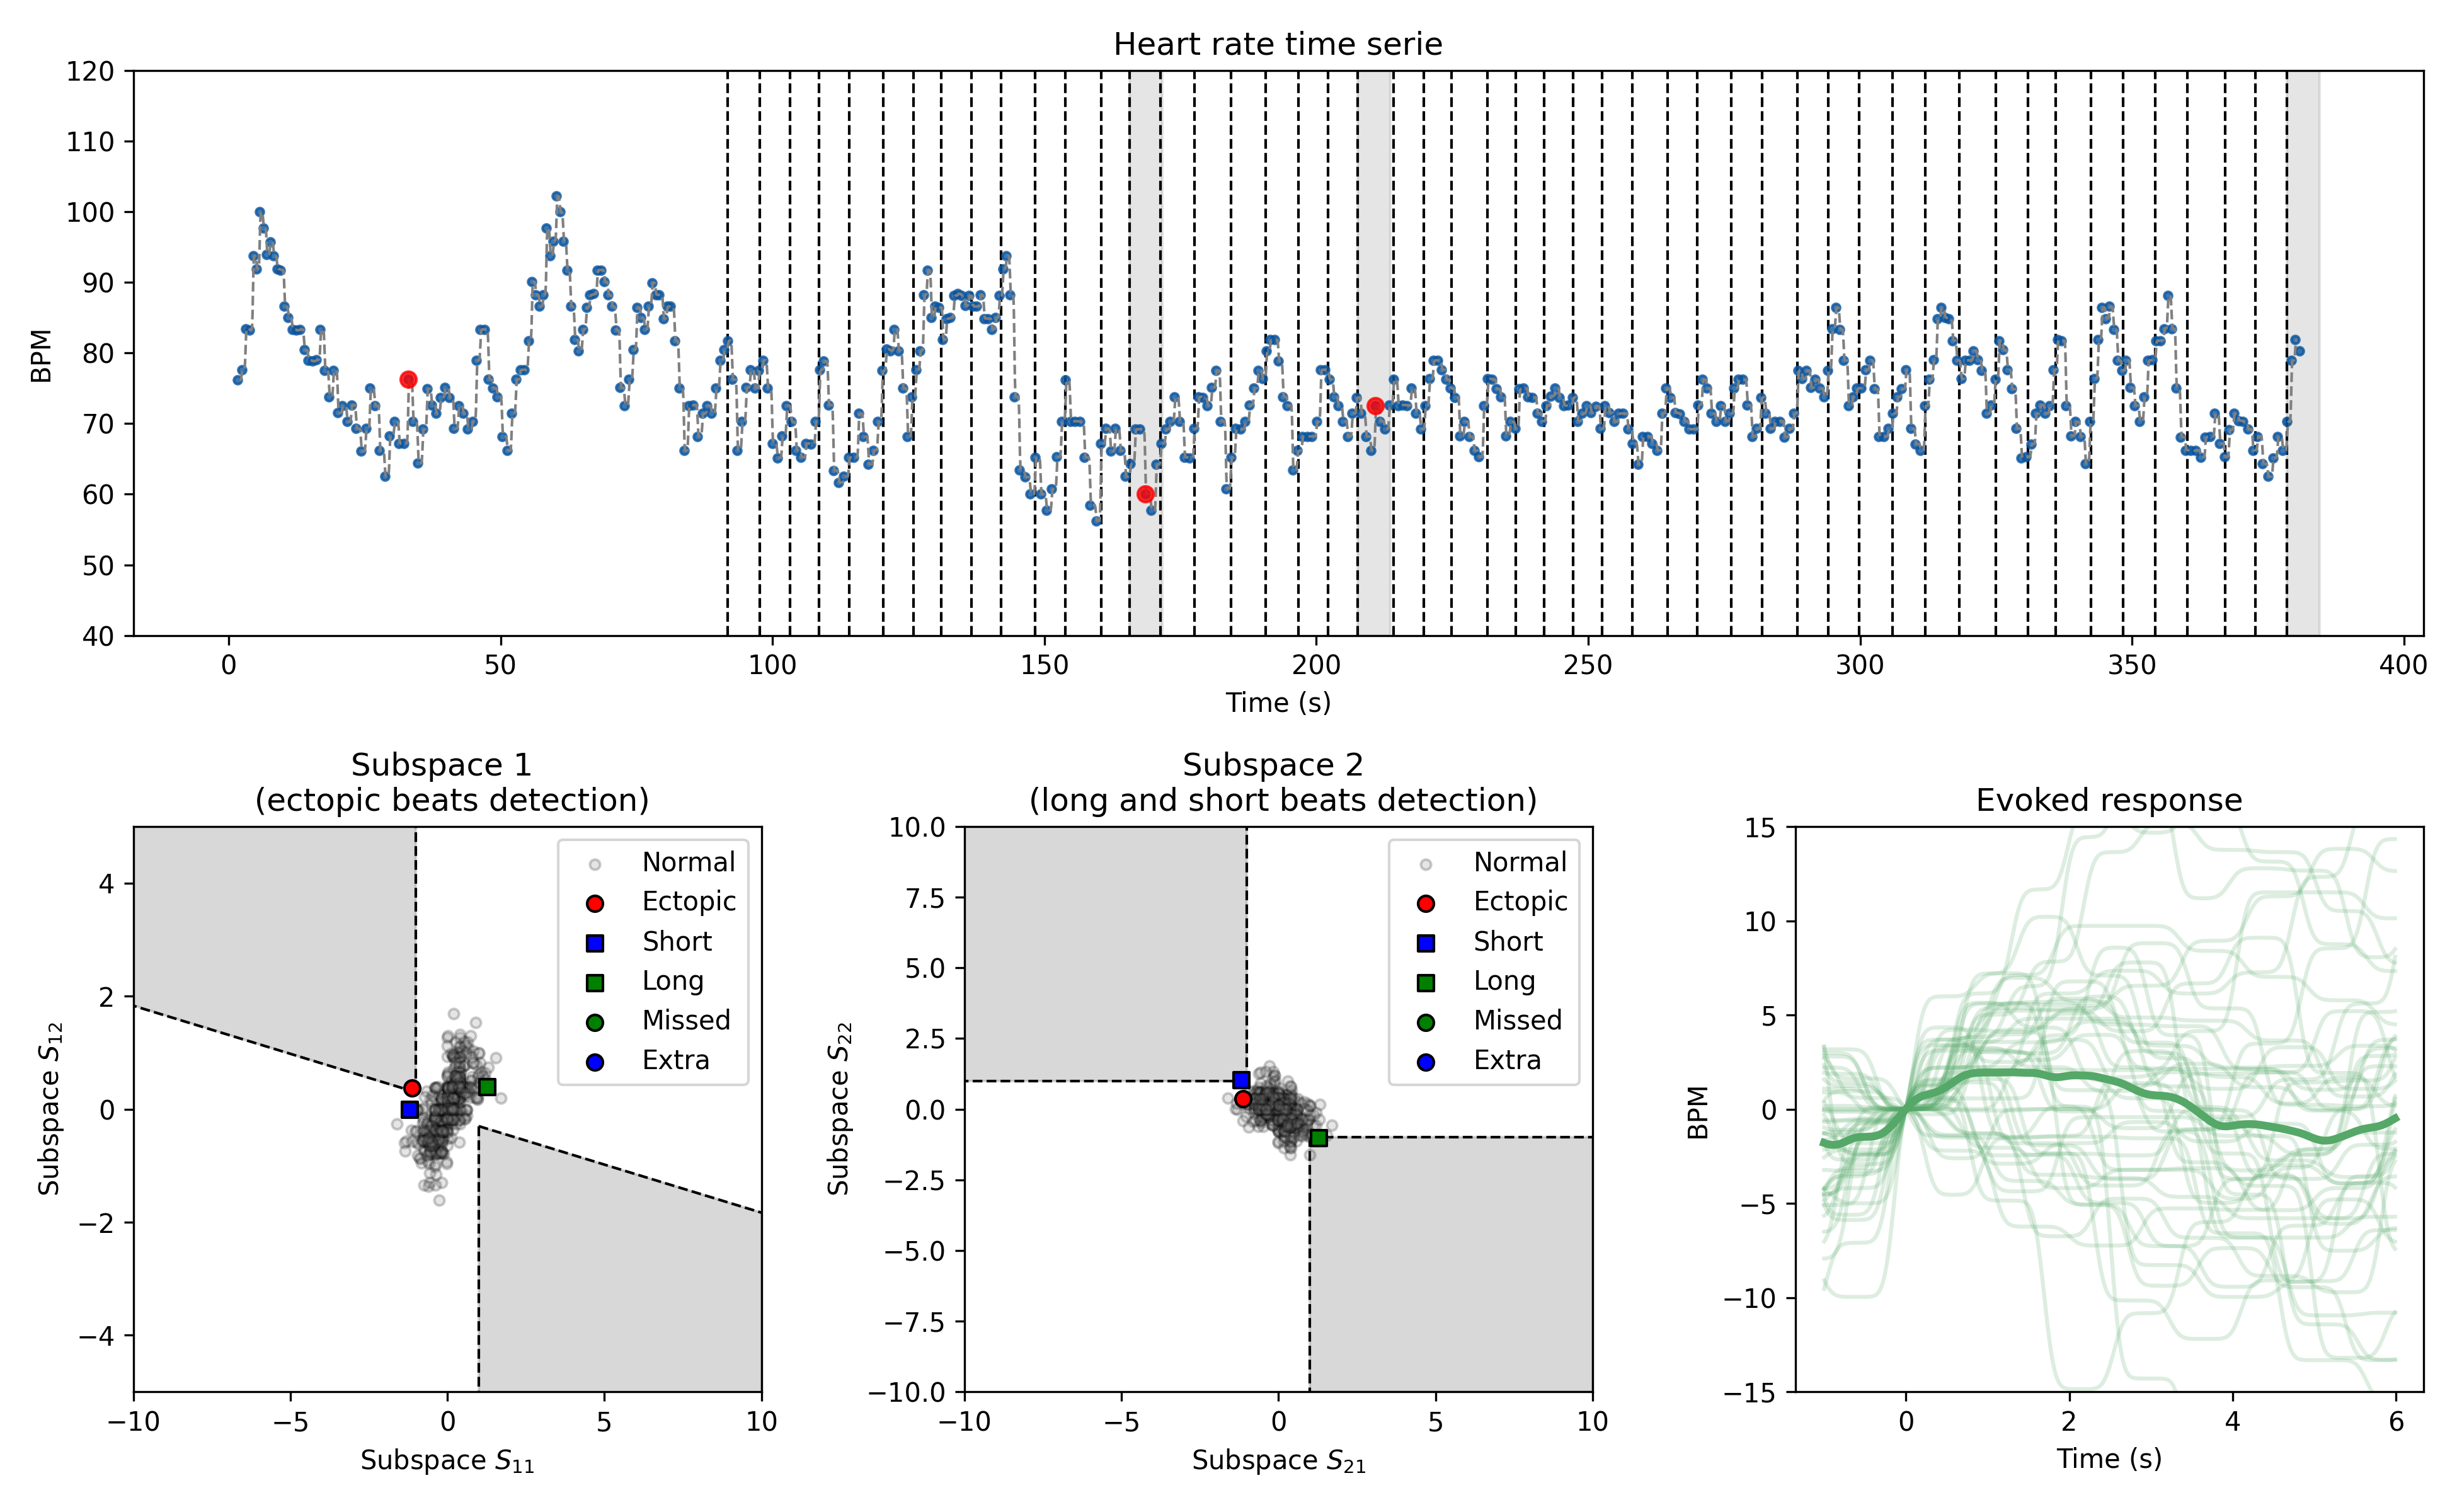 Heart rate time serie
120
110
100
90
80
70
60
50
40
BPM
0 50 100 150 200 250 300 350 400
Time (s)
Subspace 1
(ectopic beats detection)
4
2
0
−2
−4
Subspace S12
Normal
Ectopic
Short
Long
Missed
Extra
−10 −5 0 5 10
Subspace S11
Subspace 2
(long and short beats detection)
10.0
7.5
5.0
2.5
0.0
−2.5
−5.0
−7.5
−10.0
Subspace S22
Normal
Ectopic
Short
Long
Missed
Extra
−10 −5 0 5 10
Subspace S21
Evoked response
15
10
5
0
−5
−10
−15
BPM
0 2 4 6
Time (s)